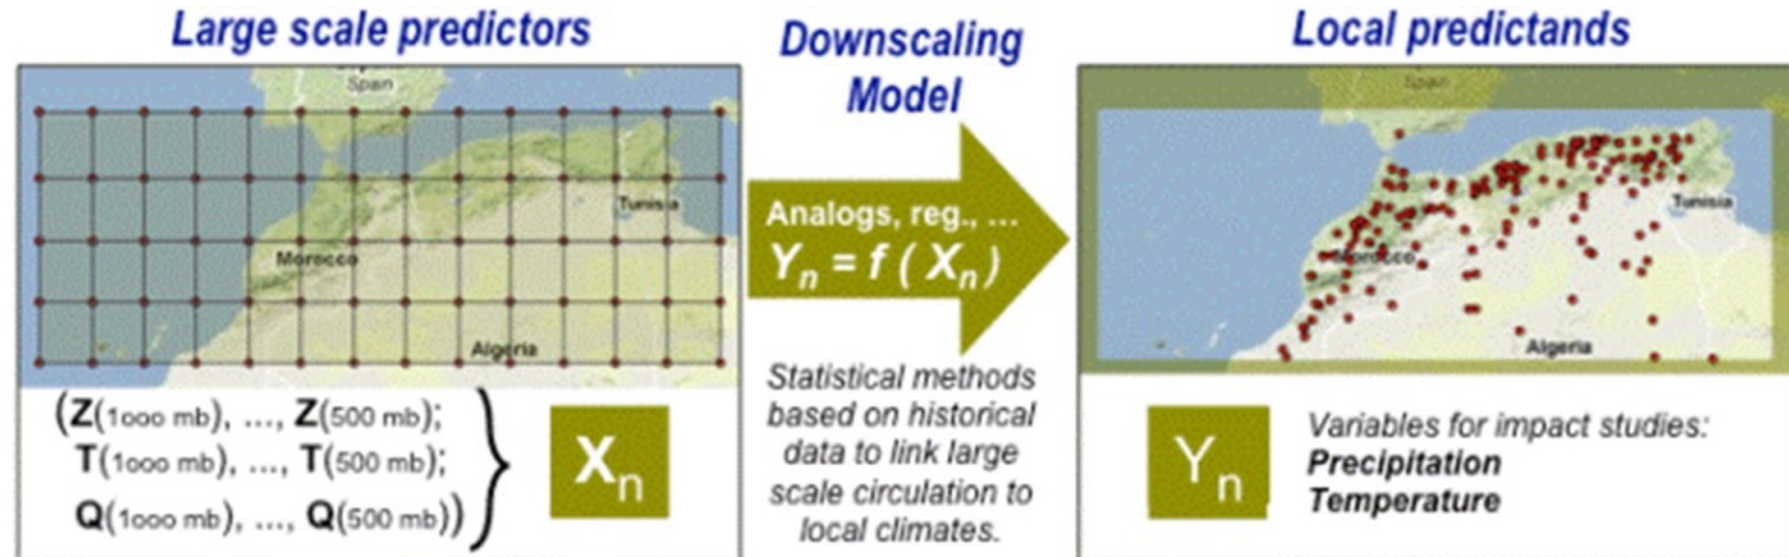 Large scale predictors
Spain
Tunisia
Morocco
Algeria
(Z(1000 mb), ..., Z(500 mb);
T(1000 mb), ..., T(500 mb);
Q(1000 mb), ..., Q(500 mb))
Xn
Downscaling
Model
Analogs, reg., ...
Yn = f ( Xn )
Statistical methods
based on historical
data to link large
scale circulation to
local climates.
Local predictands
Spain
Tunisia
Morocco
Algeria
Yn
Variables for impact studies:
Precipitation
Temperature